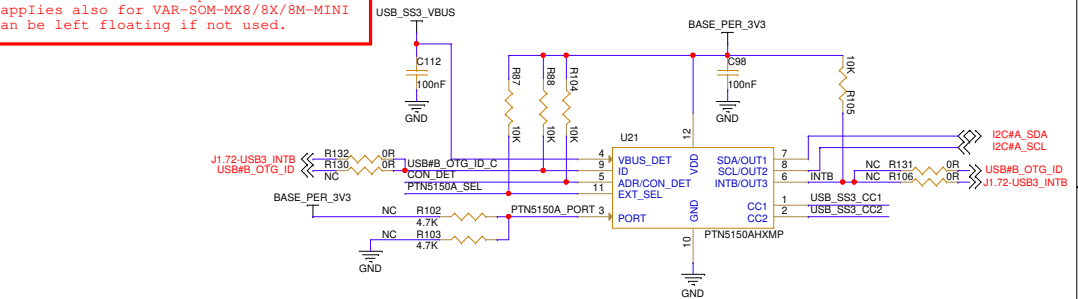 applies also for VAR-SOM-MX8/8X/8M-MINI
an be left floating if not used.
USB_SS3_VBUS
BASE_PER_3V3
C112
100nF
GND
R87
10K
R88
10K
R104
10K
C98
100nF
GND
10K
R105
U21
12
I2C#A_SDA
I2C#A_SCL
J1.72-USB3_INTB
USB#B_OTG_ID
R132
0R
R130
0R
NC
USB#B_OTG_ID_C
CON_DET
PTN5150A_SEL
4
9
5
11
VBUS_DET
ID
ADR/CON_DET
EXT_SEL
VDD
SDA/OUT1
SCL/OUT2
INTB/OUT3
7
8
6
INTB
NC
R131
0R
USB#B_OTG_ID
NC
R106
0R
J1.72-USB3_INTB
BASE_PER_3V3
NC
R102
4.7K
PTN5150A_PORT
3
PORT
GND
CC1
CC2
1
2
USB_SS3_CC1
USB_SS3_CC2
NC
R103
4.7K
GND
10
PTN5150AHXMP
GND